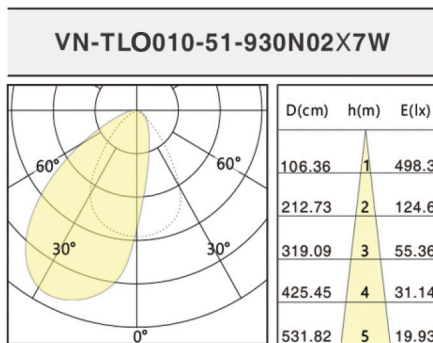 VN-TLO010-51-930N02X7W
60° 60°
30° 30°
0°
D(cm) h(m) E(lx)
106.36 1 498.3
212.73 2 124.6
319.09 3 55.36
425.45 4 31.14
531.82 5 19.93